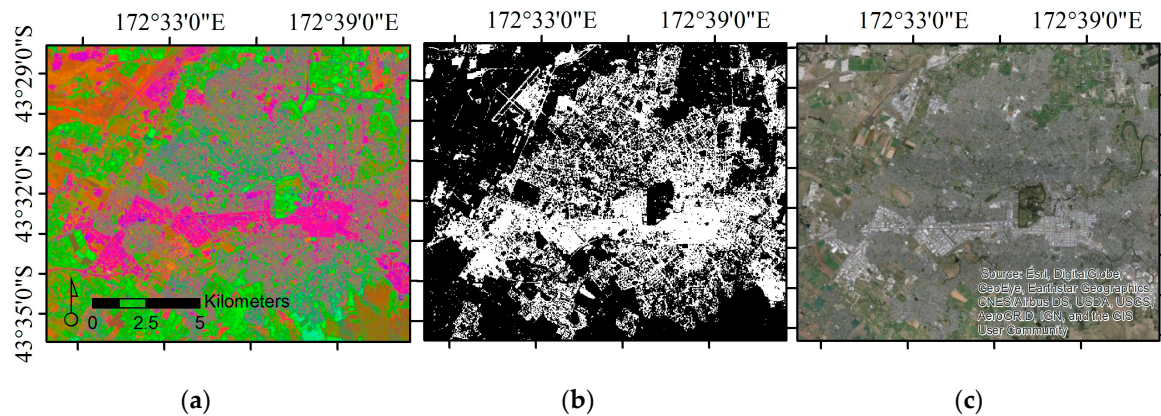 172°33'0"E 172°39'0"E 172°33'0"E 172°39'0"E 172°33'0"E 172°39'0"E
43°29'0"S
43°32'0"S
43°35'0"S
Kilometers
0 2.5 5
Source: Esri, DigitalGlobe,
GeoEye, Earthstar Geographics,
CNES/Airbus DS, USDA, USGS,
AeroGRID, IGN, and the GIS
User Community
(a) (b) (c)